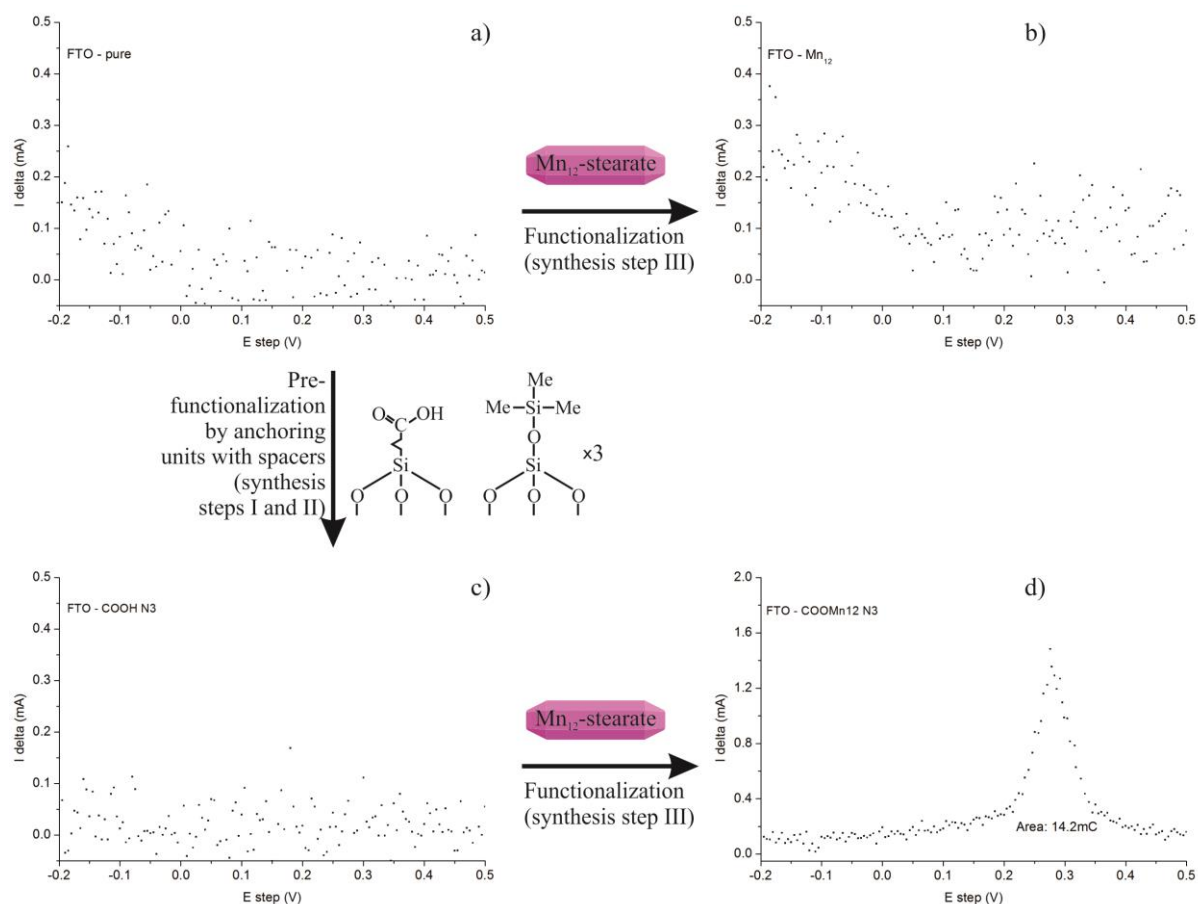 a)
FTO - pure
I delta (mA)
0.5
0.4
0.3
0.2
0.1
0.0
-0.2
-0.1
0.0
0.1
0.2
0.3
0.4
0.5
E step (V)
Mn₁₂-stearate
Functionalization
(synthesis step III)
b)
FTO - Mn₁₂
I delta (mA)
0.5
0.4
0.3
0.2
0.1
0.0
-0.2
-0.1
0.0
0.1
0.2
0.3
0.4
0.5
E step (V)
Pre-
functionalization
by anchoring
units with spacers
(synthesis
steps I and II)
O
C
OH
Si
O
O
O
Me
Me
Si
Me
O
Si
O
O
O
×3
c)
FTO - COOH N3
I delta (mA)
0.5
0.4
0.3
0.2
0.1
0.0
-0.2
-0.1
0.0
0.1
0.2
0.3
0.4
0.5
E step (V)
Mn₁₂-stearate
Functionalization
(synthesis step III)
d)
FTO - COOMn12 N3
I delta (mA)
2.0
1.6
1.2
0.8
0.4
0.0
Area: 14.2mC
-0.2
-0.1
0.0
0.1
0.2
0.3
0.4
0.5
E step (V)